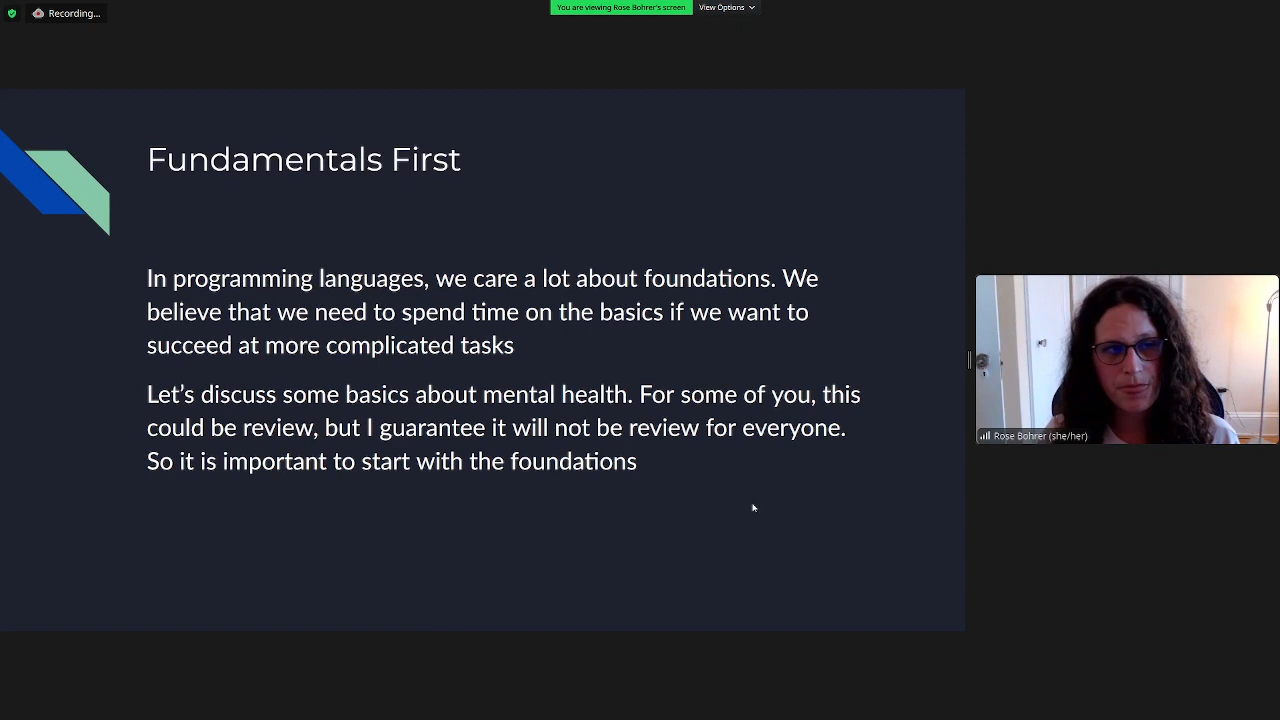 Recording...
You are viewing Rose Bohrer's screen
View Options
Fundamentals First
In programming languages, we care a lot about foundations. We
believe that we need to spend time on the basics if we want to
succeed at more complicated tasks
Let's discuss some basics about mental health. For some of you, this
could be review, but I guarantee it will not be review for everyone.
So it is important to start with the foundations
Rose Bohrer (she/her)